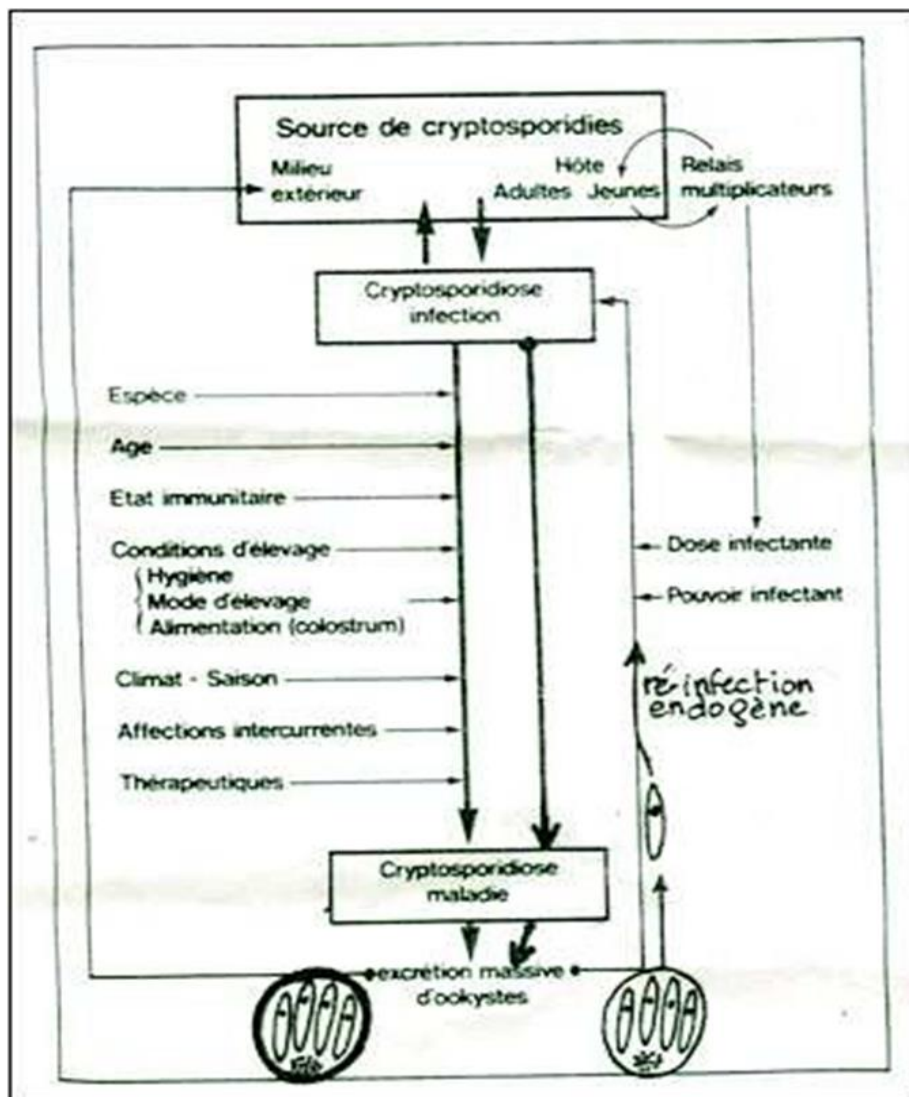 Source de cryptosporidies
Milieu
extérieur
Hôte
Adultes Jeunes
Relais
multiplicateurs
Cryptosporidiose
infection
Espèce
Age
Etat immunitaire
Conditions d'élevage
Hygiène
Mode d'élevage
Alimentation (colostrum)
Climat - Saison
Affections intercurrentes
Thérapeutiques
Dose infectante
Pouvoir infectant
ré-infection
endogène
Cryptosporidiose
maladie
excrétion massive
d'ookystes